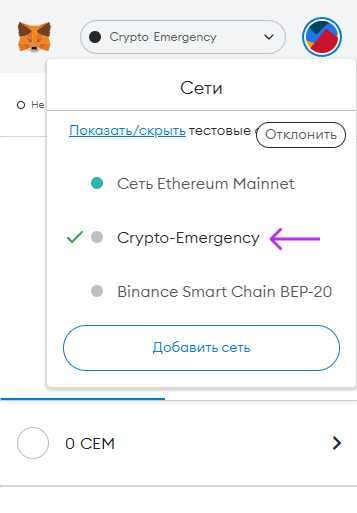 Crypto Emergency
Сети
Не
Показать/скрыть тестовые
Отклонить
Сеть Ethereum Mainnet
Crypto-Emergency
Binance Smart Chain BEP-20
Добавить сеть
0 CEM